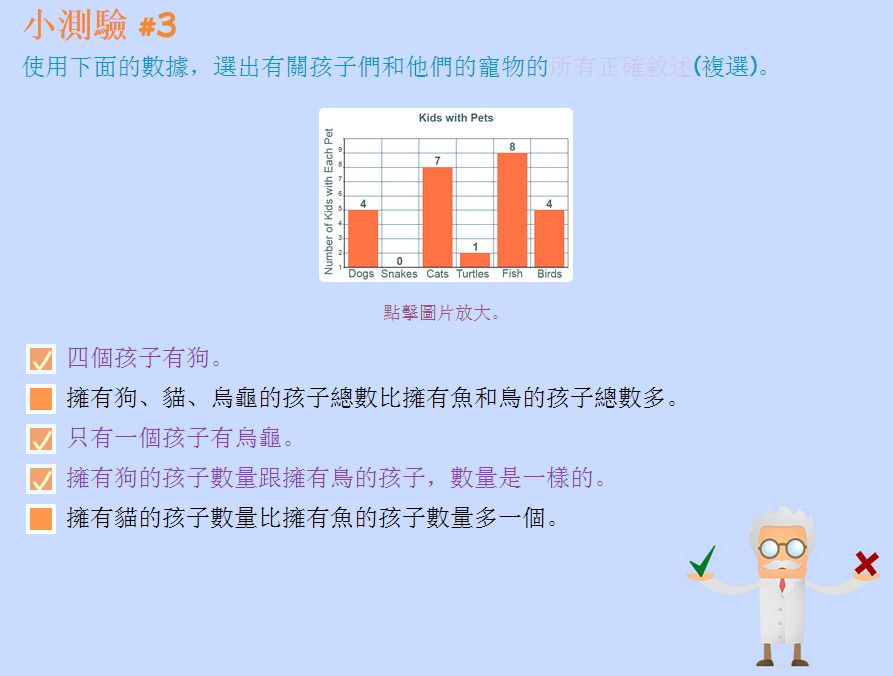 小測驗 #3
使用下面的數據，選出有關孩子們和他們的寵物的所有正確敘述(複選)。
Kids with Pets
Number of Kids with Each Pet
9
8
7
6
5
4
3
2
1
4
0
7
1
8
4
Dogs Snakes Cats Turtles Fish Birds
點擊圖片放大。
四個孩子有狗。
擁有狗、貓、烏龜的孩子總數比擁有魚和鳥的孩子總數多。
只有一個孩子有烏龜。
擁有狗的孩子數量跟擁有鳥的孩子，數量是一樣的。
擁有貓的孩子數量比擁有魚的孩子數量多一個。